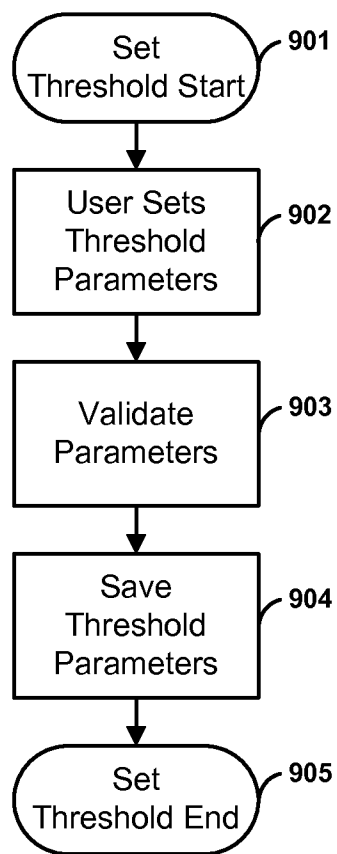 Set
Threshold Start
901
User Sets
Threshold
Parameters
902
Validate
Parameters
903
Save
Threshold
Parameters
904
Set
Threshold End
905